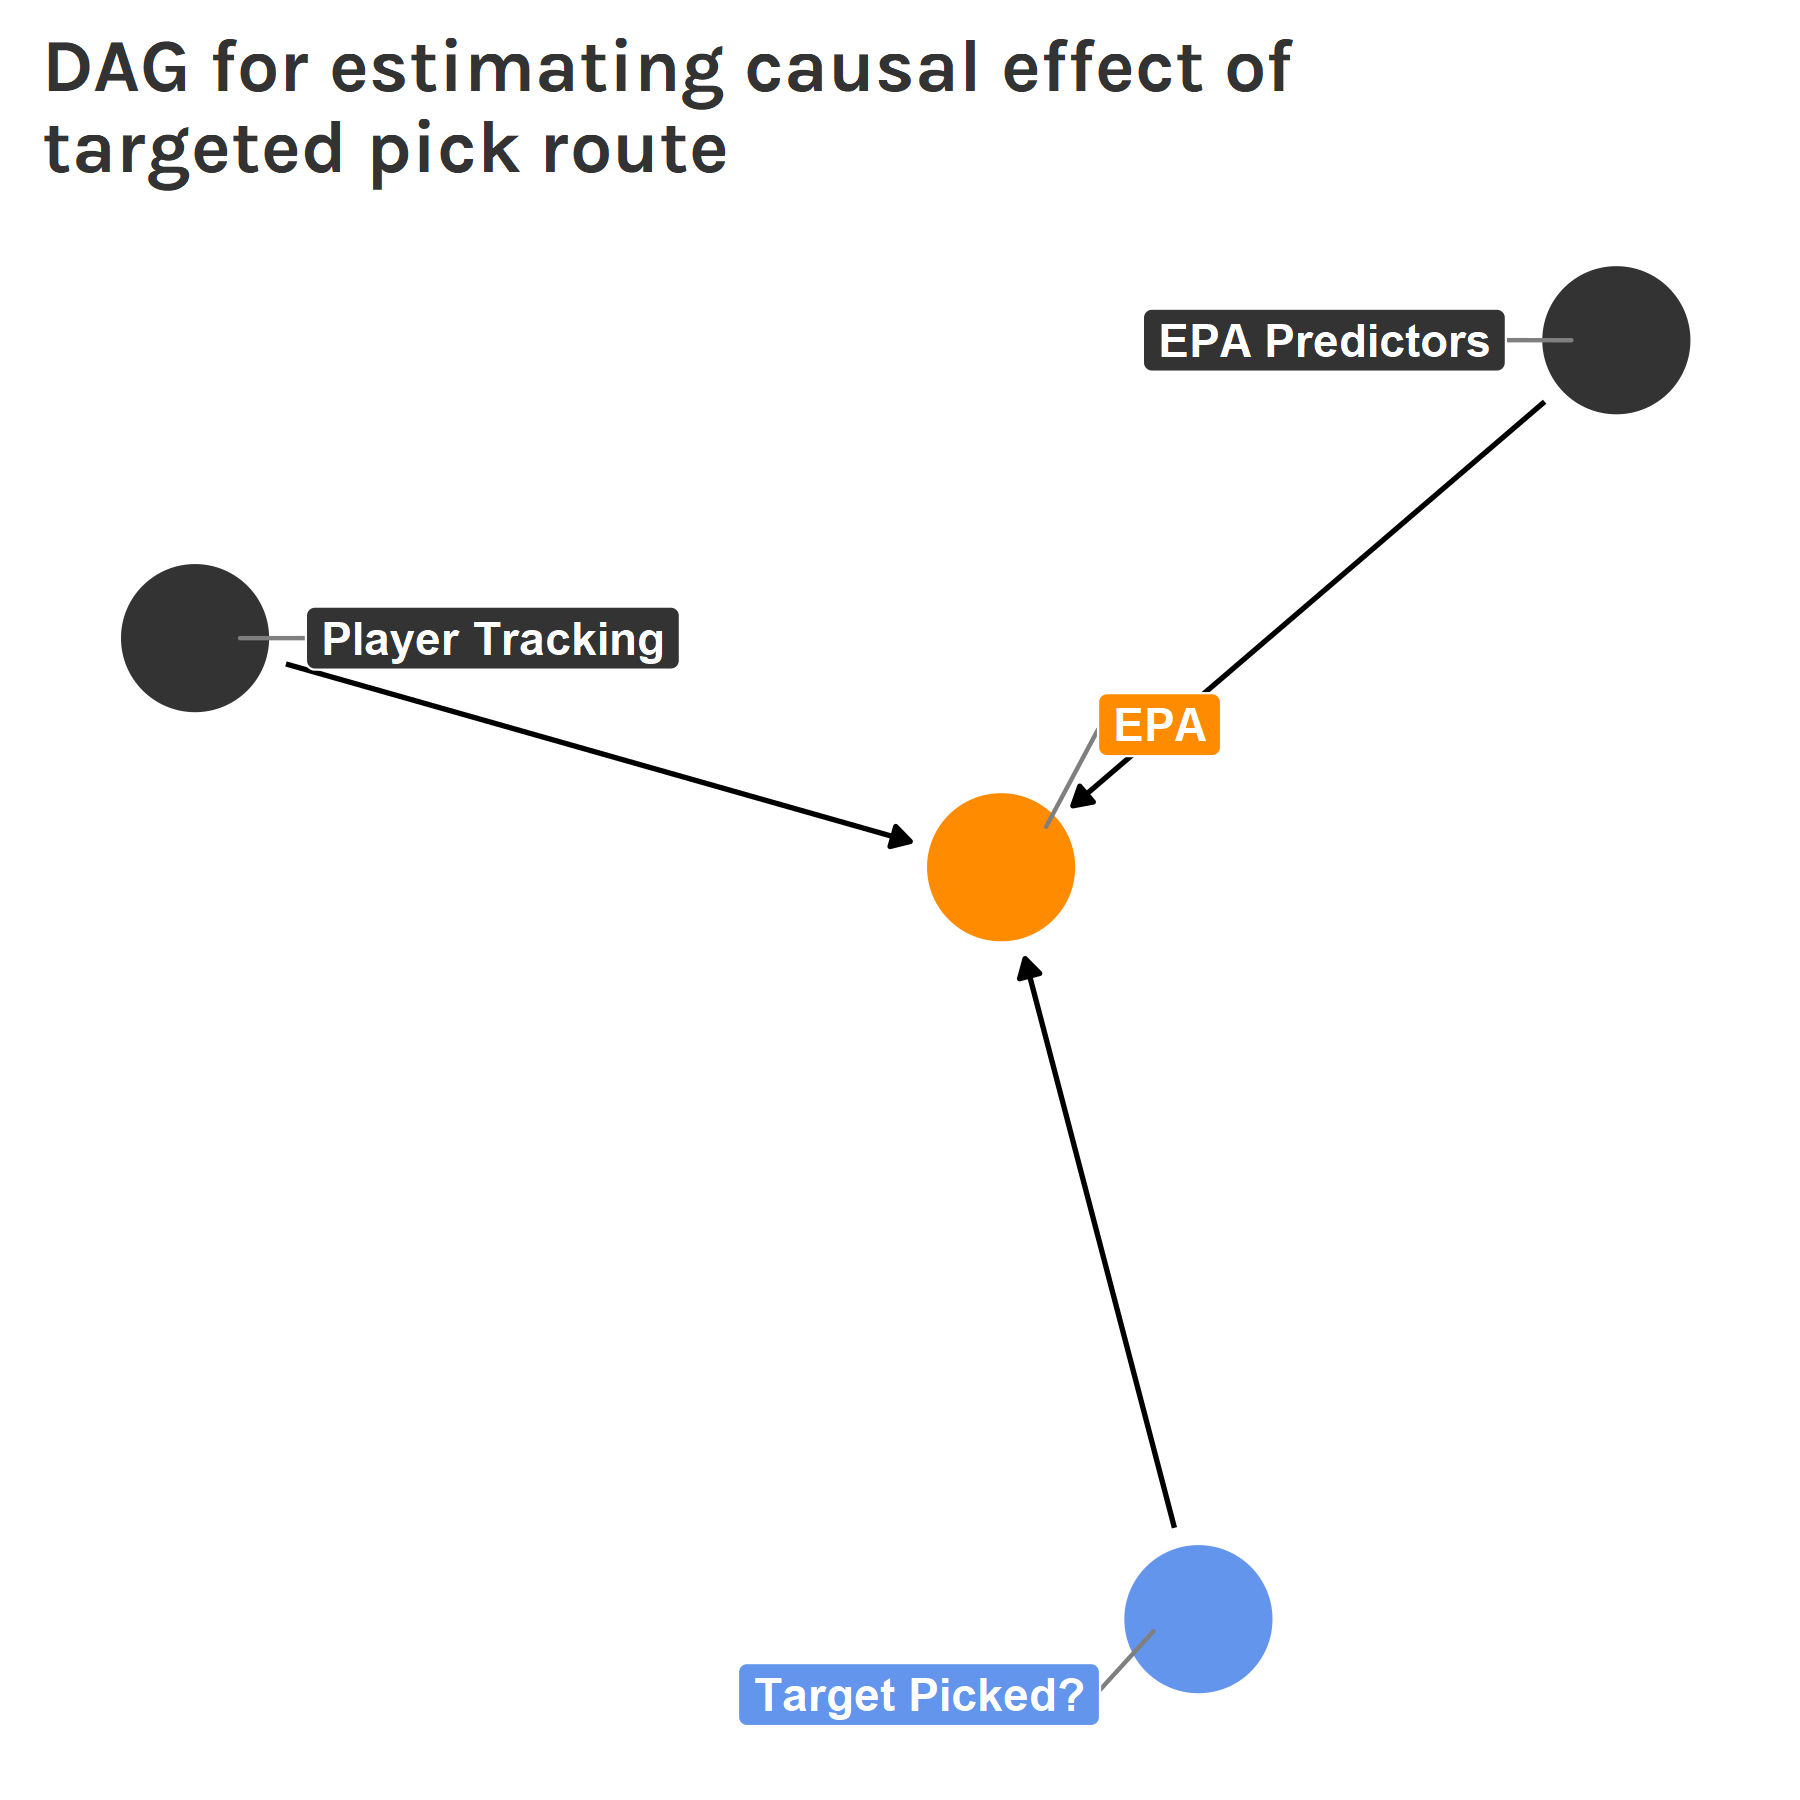 DAG for estimating causal effect of
targeted pick route
EPA Predictors
Player Tracking
EPA
Target Picked?